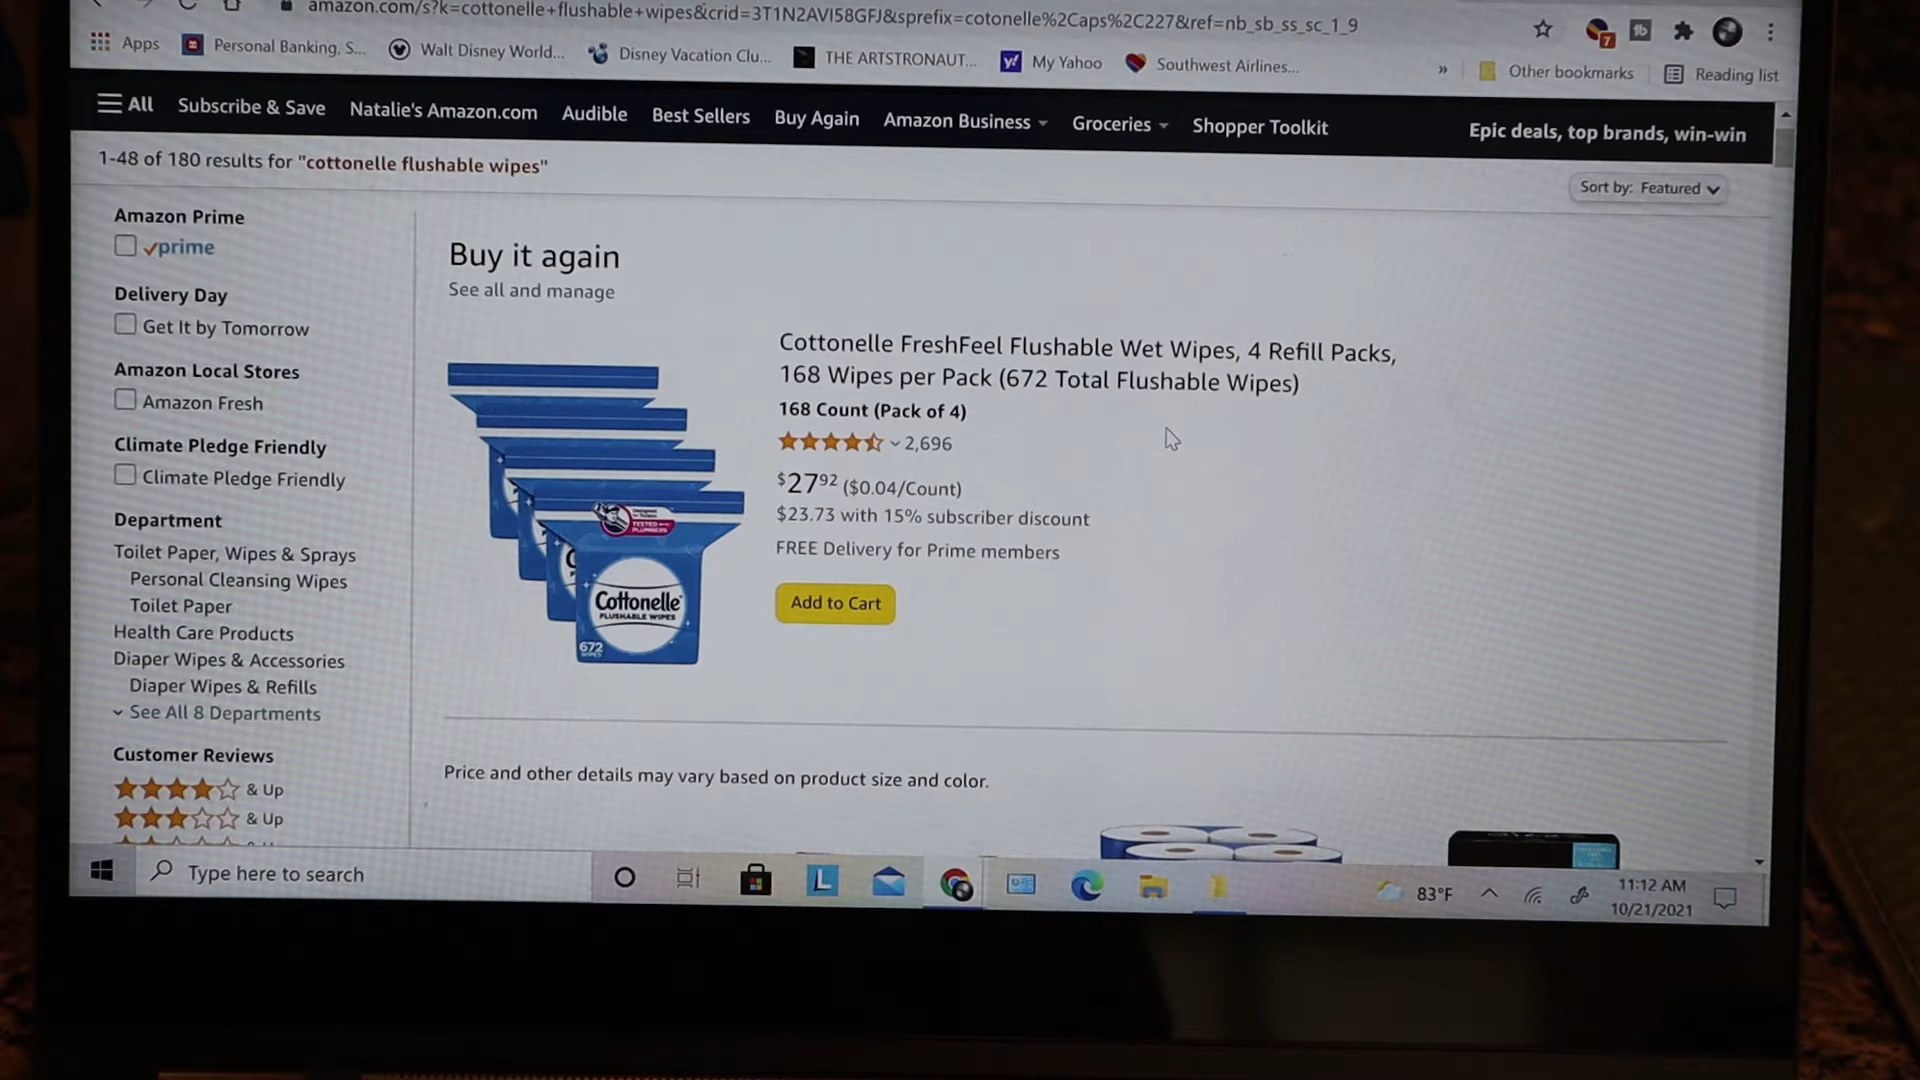 amazon.com/s?k=cottonelle+flushable+wipes&crid=3T1N2AVI58GFJ&sprefix=cotonelle%2Caps%2C227&ref=nb_sb_ss_sc_1_9
7
Apps Personal Banking, S... Walt Disney World... Disney Vacation Clu... THE ARTSTRONAUT... My Yahoo Southwest Airlines... » Other bookmarks Reading list
All Subscribe & Save Natalie's Amazon.com Audible Best Sellers Buy Again Amazon Business Groceries Shopper Toolkit Epic deals, top brands, win-win
1-48 of 180 results for "cottonelle flushable wipes"
Sort by: Featured
Amazon Prime
prime
Delivery Day
Get It by Tomorrow
Amazon Local Stores
Amazon Fresh
Climate Pledge Friendly
Climate Pledge Friendly
Department
Toilet Paper, Wipes & Sprays
Personal Cleansing Wipes
Toilet Paper
Health Care Products
Diaper Wipes & Accessories
Diaper Wipes & Refills
See All 8 Departments
Customer Reviews
& Up
& Up
Buy it again
See all and manage
Cottonelle FreshFeel Flushable Wet Wipes, 4 Refill Packs,
168 Wipes per Pack (672 Total Flushable Wipes)
168 Count (Pack of 4)
2,696
$2792 ($0.04/Count)
$23.73 with 15% subscriber discount
FREE Delivery for Prime members
Add to Cart
Cottonelle
FLUSHABLE WIPES
672
WIPES
Price and other details may vary based on product size and color.
Type here to search
83°F
11:12 AM
10/21/2021